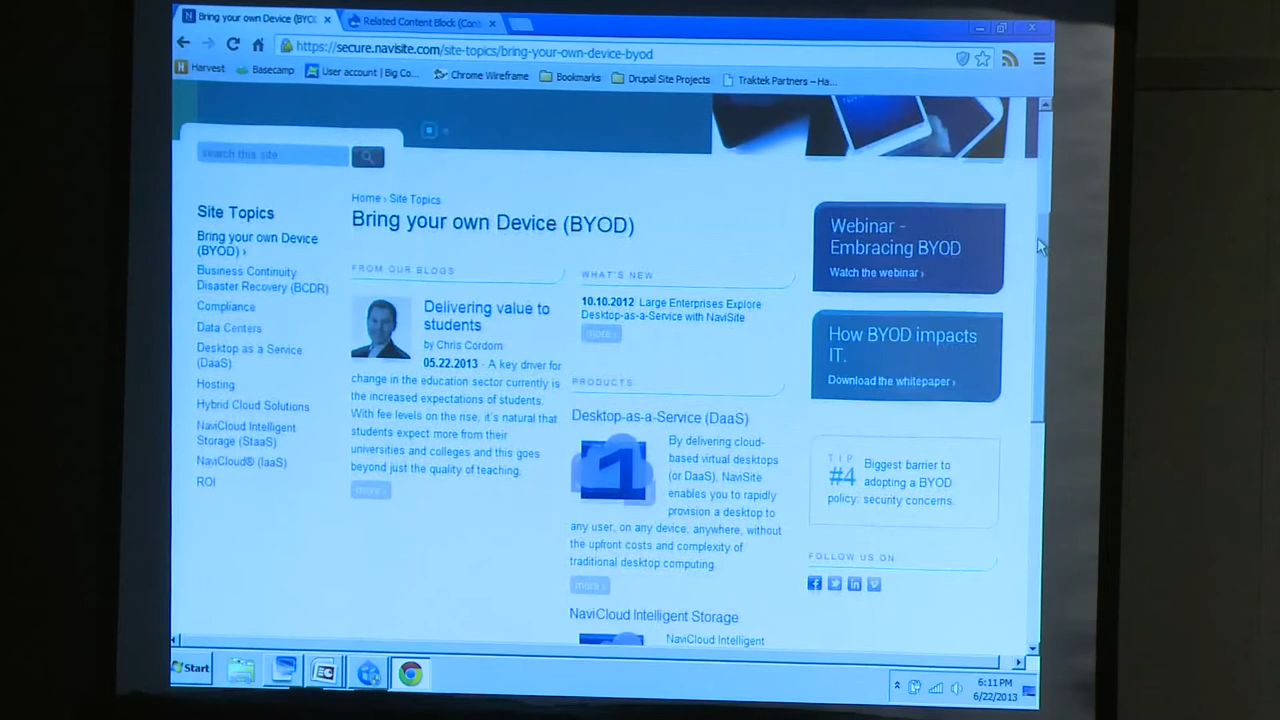 Bring your own Device (BYO
Related Content Block (Cont
https://secure.navisite.com/site-topics/bring-your-own-device-byod
Harvest
Basecamp
User account | Big Co...
Chrome Wireframe
Bookmarks
Drupal Site Projects
Traktek Partners – Ha...
search this site
Site Topics
Bring your own Device
(BYOD) ›
Business Continuity
Disaster Recovery (BCDR)
Compliance
Data Centers
Desktop as a Service
(DaaS)
Hosting
Hybrid Cloud Solutions
NaviCloud Intelligent
Storage (StaaS)
NaviCloud® (IaaS)
ROI
Home › Site Topics
Bring your own Device (BYOD)
FROM OUR BLOGS
Delivering value to
students
by Chris Cordom
05.22.2013 - A key driver for
change in the education sector currently is
the increased expectations of students.
With fee levels on the rise, it's natural that
students expect more from their
universities and colleges and this goes
beyond just the quality of teaching.
more ›
WHAT'S NEW
10.10.2012 Large Enterprises Explore
Desktop-as-a-Service with NaviSite
more ›
PRODUCTS
Desktop-as-a-Service (DaaS)
1
By delivering cloud-
based virtual desktops
(or DaaS), NaviSite
enables you to rapidly
provision a desktop to
any user, on any device, anywhere, without
the upfront costs and complexity of
traditional desktop computing
more ›
NaviCloud Intelligent Storage
NaviCloud Intelligent
Webinar -
Embracing BYOD
Watch the webinar ›
How BYOD impacts
IT.
Download the whitepaper ›
TIP
#4
Biggest barrier to
adopting a BYOD
policy: security concerns.
FOLLOW US ON
Start
6:11 PM
6/22/2013